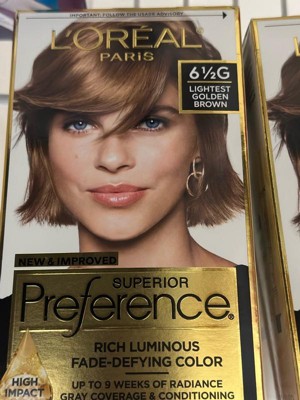 IMPORTANT: FOLLOW THE USAGE ADVISORY
L'ORÉAL
PARIS
6½G
LIGHTEST
GOLDEN
BROWN
NEW & IMPROVED
SUPERIOR
Preference®
RICH LUMINOUS
FADE-DEFYING COLOR
HIGH
IMPACT
UP TO 9 WEEKS OF RADIANCE
GRAY COVERAGE & CONDITIONING